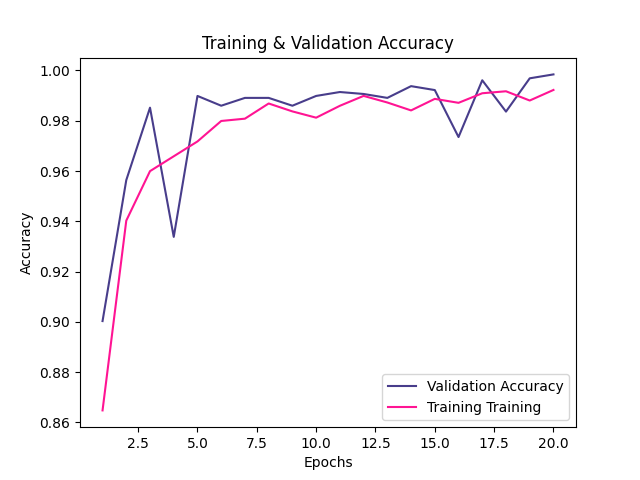 Training & Validation Accuracy
Accuracy
1.00
0.98
0.96
0.94
0.92
0.90
0.88
0.86
2.5 5.0 7.5 10.0 12.5 15.0 17.5 20.0
Epochs
Validation Accuracy
Training Training